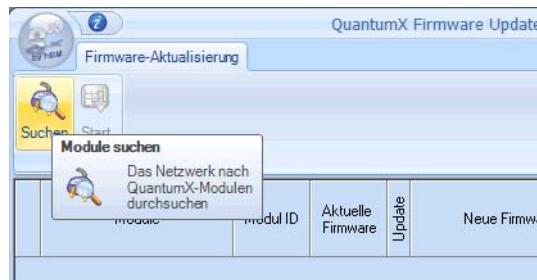 QuantumX Firmware Update
Firmware-Aktualisierung
Suchen
Start
Module suchen
Das Netzwerk nach
QuantumX-Modulen
durchsuchen
Module
Modul ID
Aktuelle
Firmware
Update
Neue Firmw